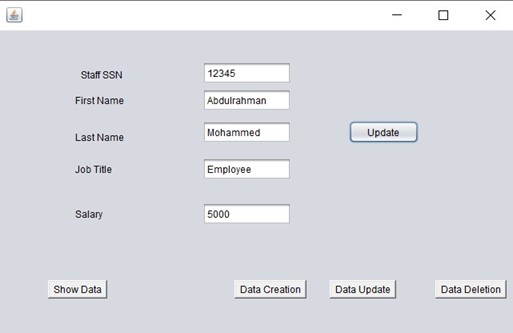 Staff SSN 12345
First Name Abdulrahman
Last Name Mohammed Update
Job Title Employee
Salary 5000
Show Data Data Creation Data Update Data Deletion